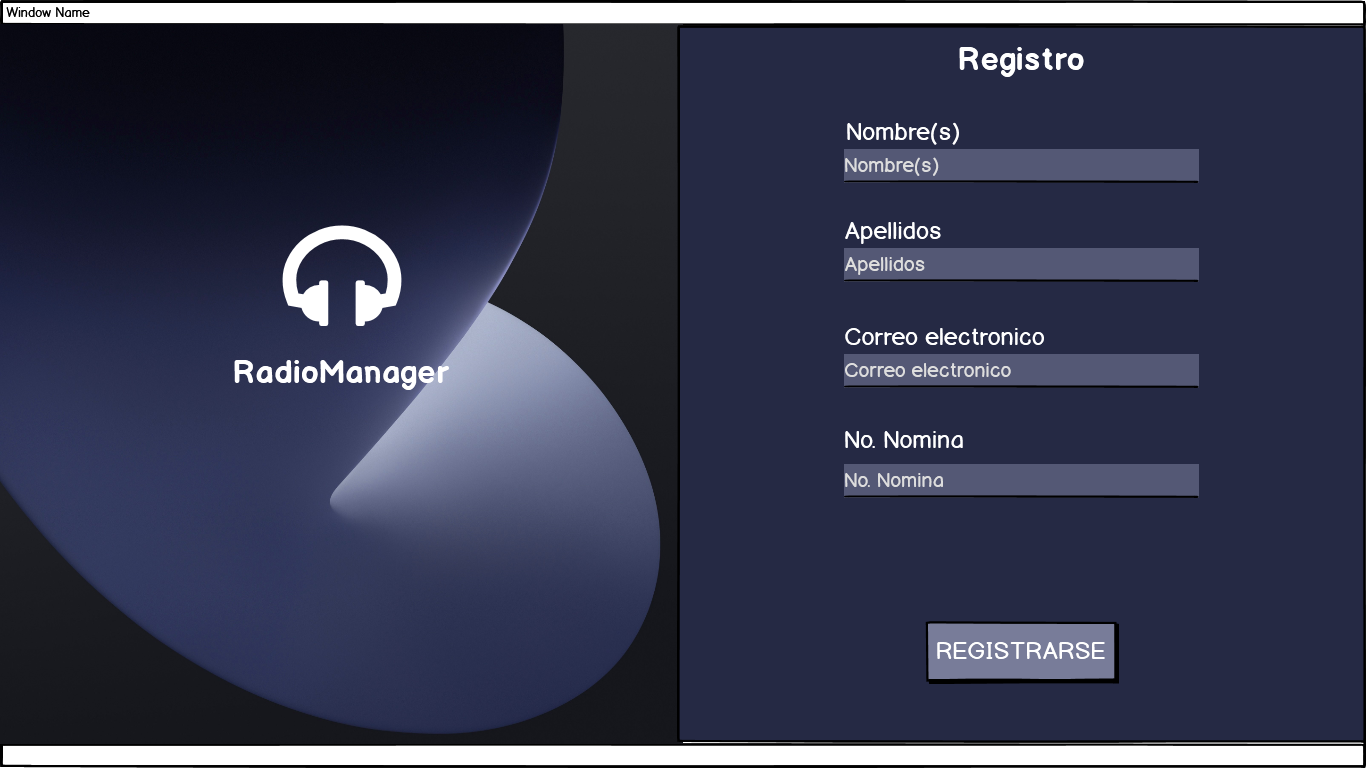 Window Name
RadioManager
Registro
Nombre(s)
Nombre(s)
Apellidos
Apellidos
Correo electronico
Correo electronico
No. Nomina
No. Nomina
REGISTRARSE